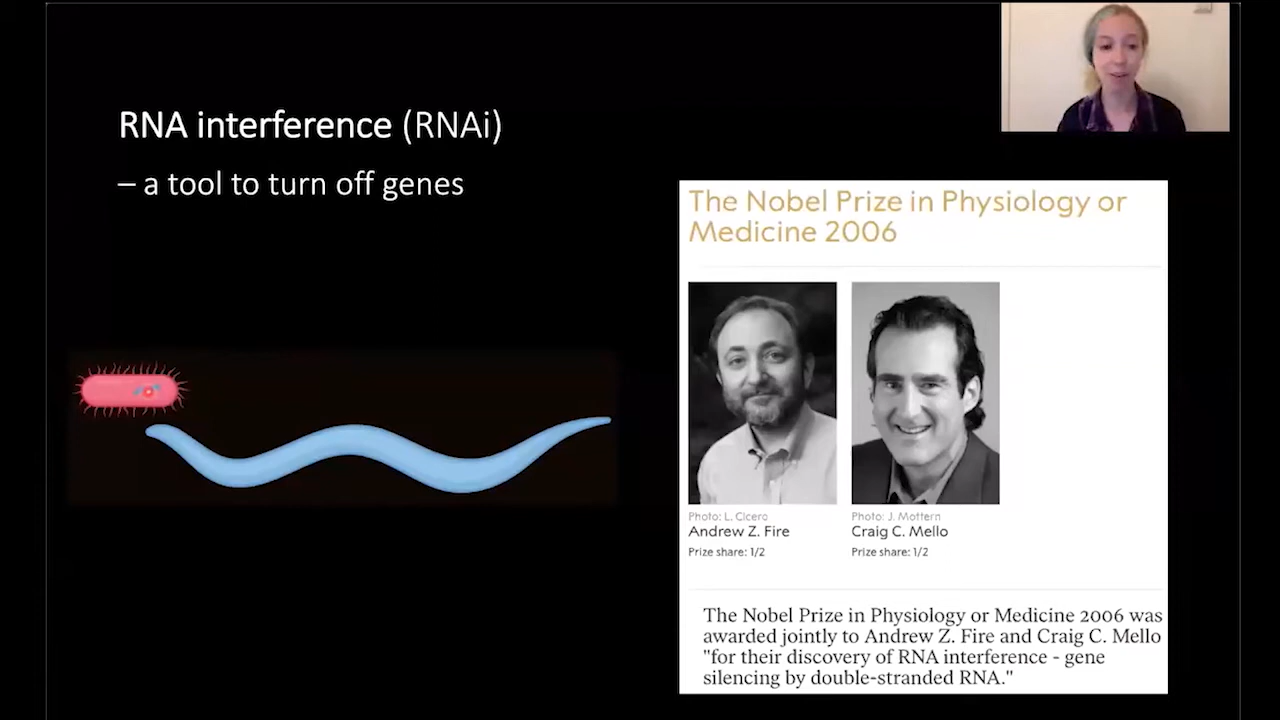 RNA interference (RNAi)
– a tool to turn off genes
The Nobel Prize in Physiology or
Medicine 2006
Photo: L. Cicero
Andrew Z. Fire
Prize share: 1/2
Photo: J. Mottern
Craig C. Mello
Prize share: 1/2
The Nobel Prize in Physiology or Medicine 2006 was
awarded jointly to Andrew Z. Fire and Craig C. Mello
"for their discovery of RNA interference - gene
silencing by double-stranded RNA."